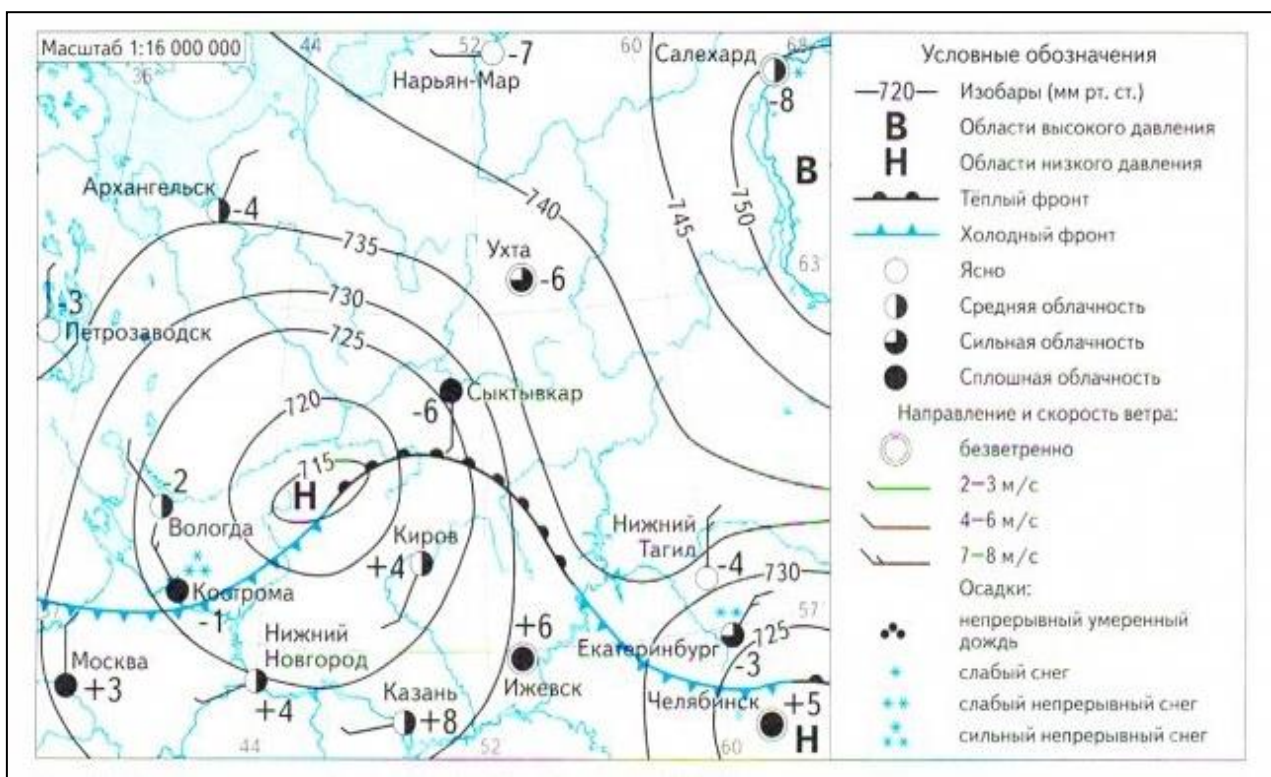 Масштаб 1:16 000 000
44
52
60
68
36
-7
Нарьян-Мар
Салехард
-8
В
Архангельск
-4
740
750
745
735
Ухта
-6
63
-3
Петрозаводск
730
725
Сыктывкар
-6
720
715
Н
-2
Вологда
Киров
+4
Нижний
Тагил
-4
730
57
57
Кострома
-1
725
Екатеринбург
-3
+6
Ижевск
Нижний
Новгород
+4
Москва
+3
Казань
+8
Челябинск
+5
Н
44
52
60
Условные обозначения
720 Изобары (мм рт. ст.)
В Области высокого давления
Н Области низкого давления
Тёплый фронт
Холодный фронт
Ясно
Средняя облачность
Сильная облачность
Сплошная облачность
Направление и скорость ветра:
безветренно
2–3 м/с
4–6 м/с
7–8 м/с
Осадки:
непрерывный умеренный
дождь
слабый снег
слабый непрерывный снег
сильный непрерывный снег